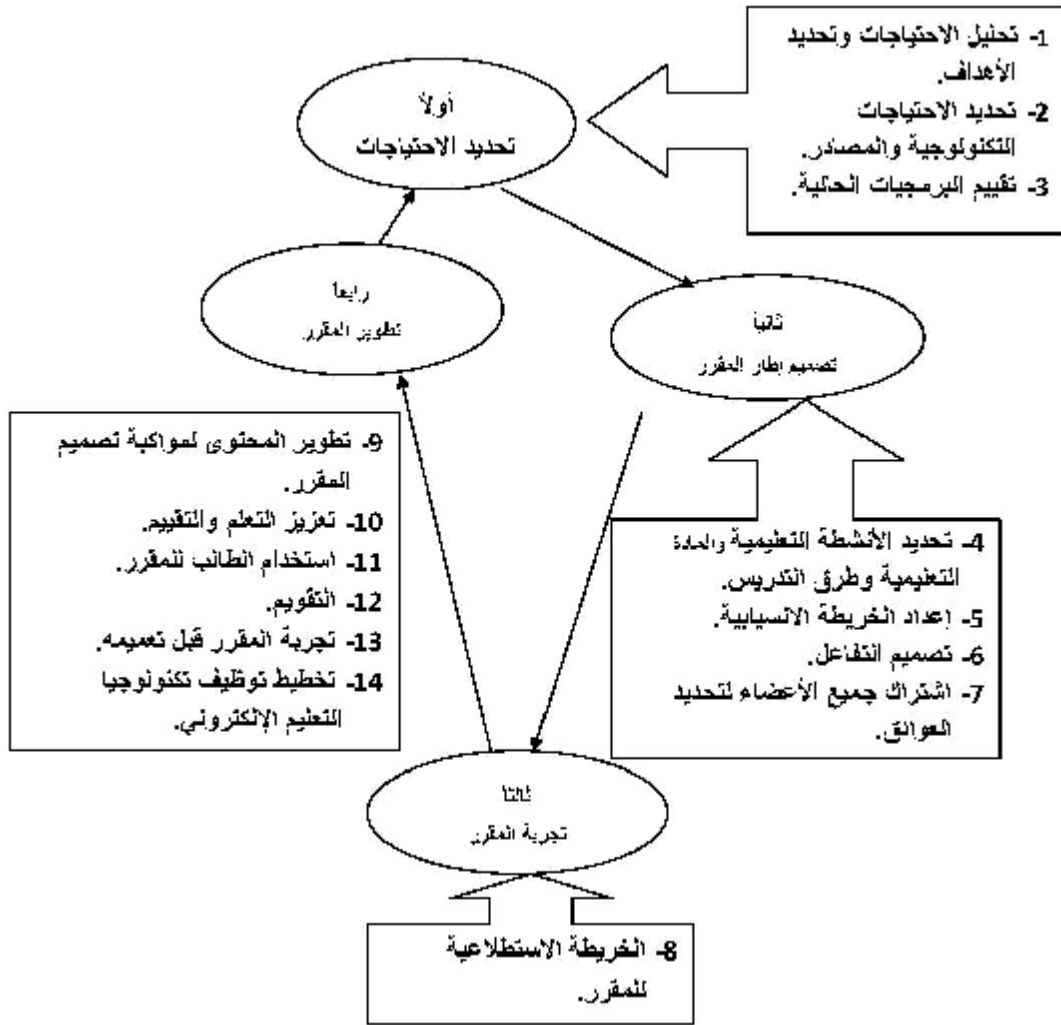 أولاً
تحديد الاحتياجات
1- تحليل الاحتياجات وتحديد
الأهداف.
2- تحديد الاحتياجات
التكنولوجية والمصادر.
3- تقييم البرمجيات الحالية.
ثانياً
تصميم إطار المقرر
4- تحديد الأنشطة التعليمية والمادة
التعليمية وطرق التدريس.
5- إعداد الخريطة الانسيابية.
6- تصميم التفاعل.
7- اشتراك جميع الأعضاء لتحديد
العوائق.
ثالثا
تجربة المقرر
8- الخريطة الاستطلاعية
للمقرر.
رابعاً
تطوير المقرر
9- تطوير المحتوى لمواكبة تصميم
المقرر.
10- تعزيز التعلم والتقييم.
11- استخدام الطالب للمقرر.
12- التقويم.
13- تجربة المقرر قبل تعميمه.
14- تخطيط توظيف تكنولوجيا
التعليم الإلكتروني.